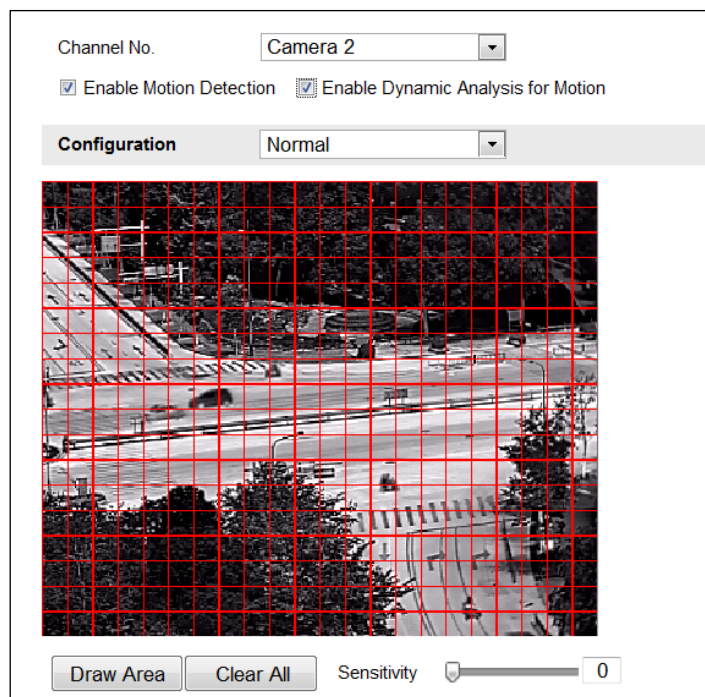 Channel No. Camera 2
Enable Motion Detection Enable Dynamic Analysis for Motion
Configuration Normal
Draw Area Clear All Sensitivity 0